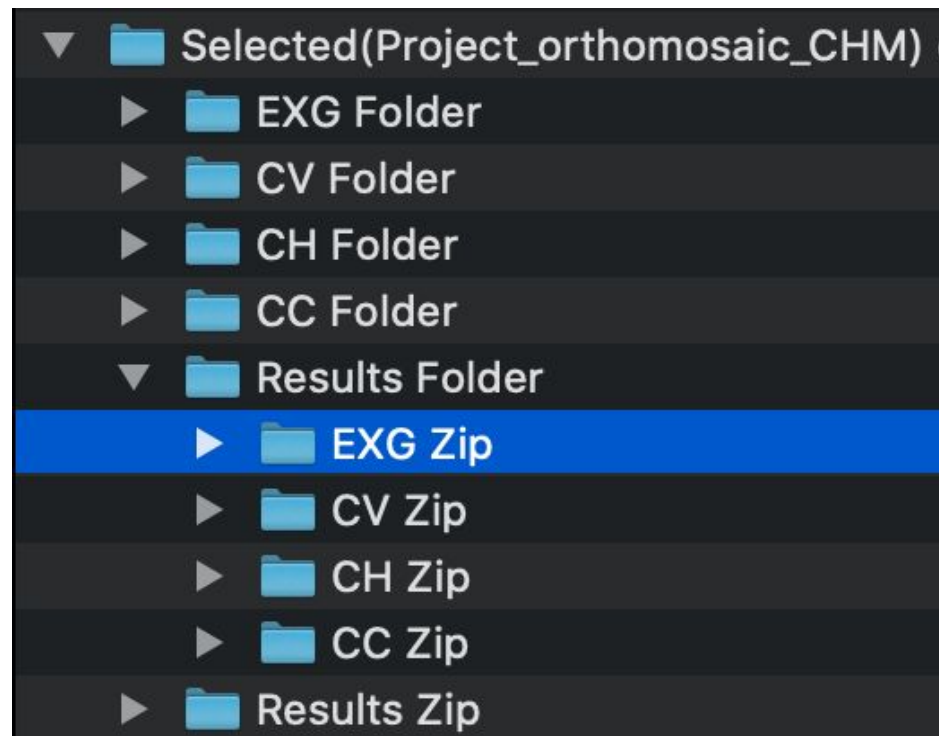 Selected(Project_orthomosaic_CHM)
EXG Folder
CV Folder
CH Folder
CC Folder
Results Folder
EXG Zip
CV Zip
CH Zip
CC Zip
Results Zip